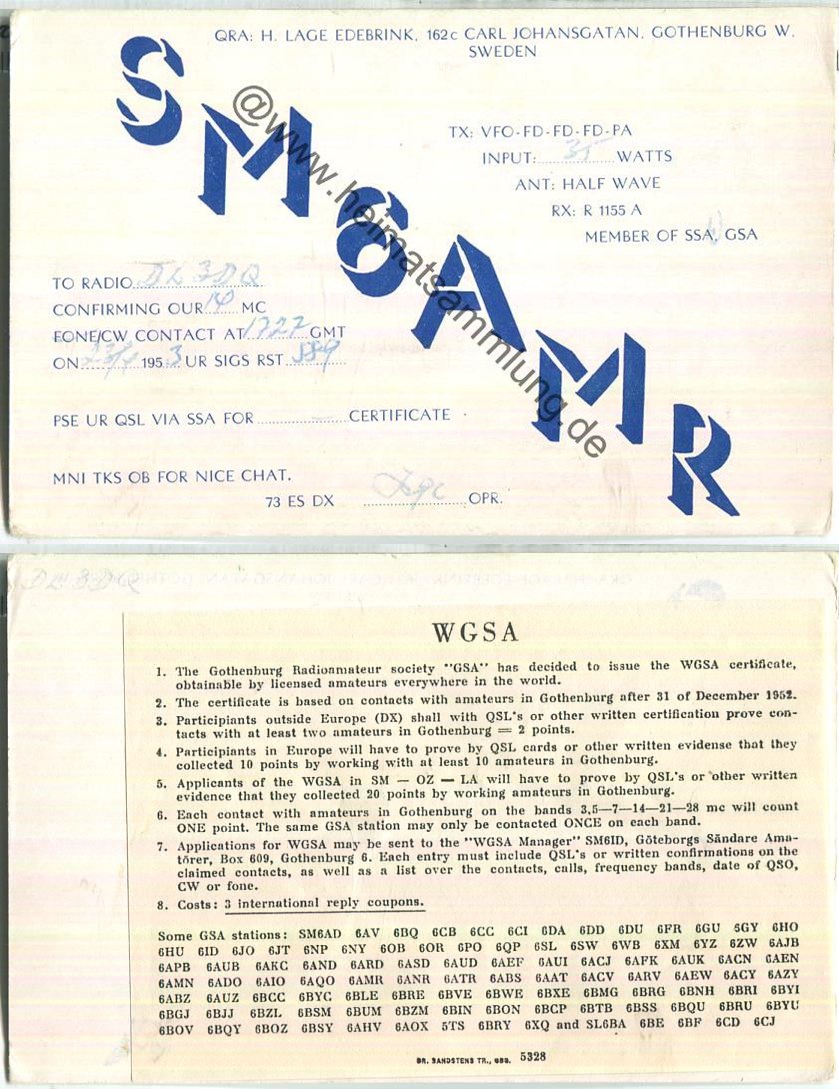 QRA: H. LAGE EDEBRINK, 162c CARL JOHANSGATAN, GOTHENBURG W.
SWEDEN
SM6AMR
@www.heimatsammlung.de
TX: VFO-FD-FD-FD-PA
INPUT: 35 WATTS
ANT: HALF WAVE
RX: R 1155 A
MEMBER OF SSA, GSA
TO RADIO DL3DQ
CONFIRMING OUR 14 MC
FONE/CW CONTACT AT 1727 GMT
ON 1953 UR SIGS RST 589
PSE UR QSL VIA SSA FOR CERTIFICATE
MNI TKS OB FOR NICE CHAT.
73 ES DX OPR.
DL3DQ
WGSA
1. The Gothenburg Radioamateur society "GSA" has decided to issue the WGSA certificate,
obtainable by licensed amateurs everywhere in the world.
2. The certificate is based on contacts with amateurs in Gothenburg after 31 of December 1952.
3. Participiants outside Europe (DX) shall with QSL's or other written certification prove con-
tacts with at least two amateurs in Gothenburg = 2 points.
4. Participiants in Europe will have to prove by QSL cards or other written evidense that they
collected 10 points by working with at least 10 amateurs in Gothenburg.
5. Applicants of the WGSA in SM — OZ — LA will have to prove by QSL's or other written
evidence that they collected 20 points by working amateurs in Gothenburg.
6. Each contact with amateurs in Gothenburg on the bands 3,5—7—14—21—28 mc will count
ONE point. The same GSA station may only be contacted ONCE on each band.
7. Applications for WGSA may be sent to the "WGSA Manager" SM6ID, Göteborgs Sändare Ama-
törer, Box 609, Gothenburg 6. Each entry must include QSL's or written confirmations on the
claimed contacts, as well as a list over the contacts, calls, frequency bands, date of QSO,
CW or fone.
8. Costs: 3 international reply coupons.
Some GSA stations: SM6AD 6AV 6BQ 6CB 6CC 6CI 6DA 6DD 6DU 6FR 6GU 5GY 6HO
6HU 6ID 6JO 6JT 6NP 6NY 6OB 6OR 6PO 6QP 6SL 6SW 6WB 6XM 6YZ 6ZW 6AJB
6APB 6AUB 6AKC 6AND 6ARD 6ASD 6AUD 6AEF 6AUI 6ACJ 6AFK 6AUK 6ACN 6AEN
6AMN 6ADO 6AIO 6AQO 6AMR 6ANR 6ATR 6ABS 6AAT 6ACV 6ARV 6AEW 6ACY 6AZY
6ABZ 6AUZ 6BCC 6BYC 6BLE 6BRE 6BVE 6BWE 6BXE 6BMG 6BRG 6BNH 6BRI 6BYI
6BGJ 6BJJ 6BZL 6BSM 6BUM 6BZM 6BIN 6BON 6BCP 6BTB 6BSS 6BQU 6BRU 6BYU
6BOV 6BQY 6BOZ 6BSY 6AHV 6AOX 5TS 6BRY 6XQ and SL6BA 6BE 6BF 6CD 6CJ
BR. SANDSTENS TR., GBG. 5328